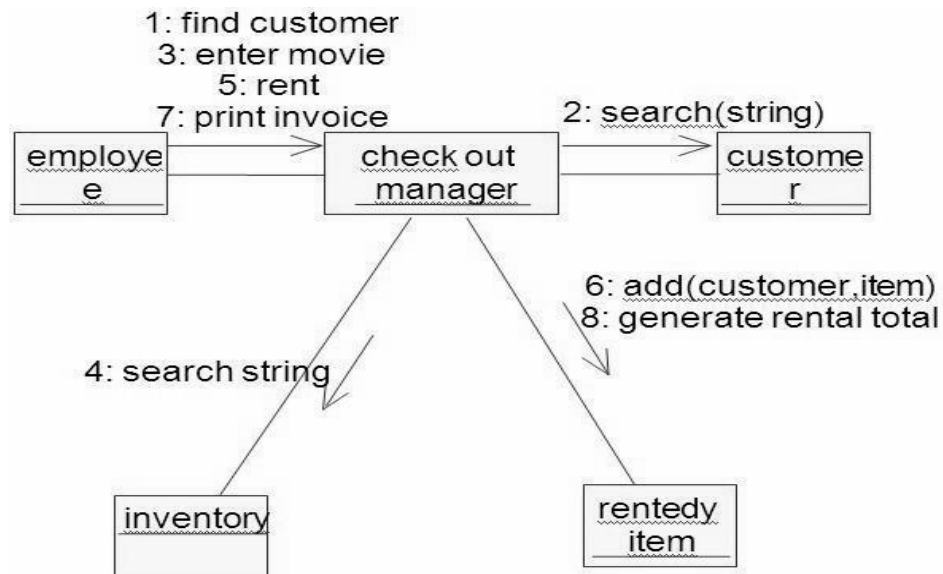 1: find customer
3: enter movie
5: rent
7: print invoice
2: search(string)
employe
e
check out
manager
custome
r
6: add(customer,item)
8: generate rental total
4: search string
inventory
rentedy
item